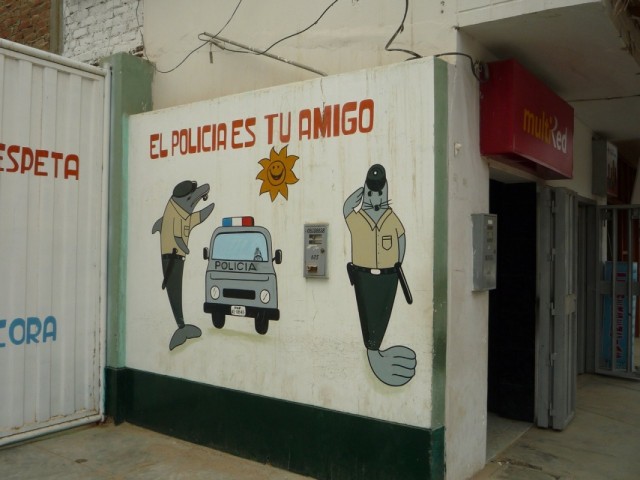 EL POLICIA ES TU AMIGO
ESPETA
CORA
POLICIA
multired